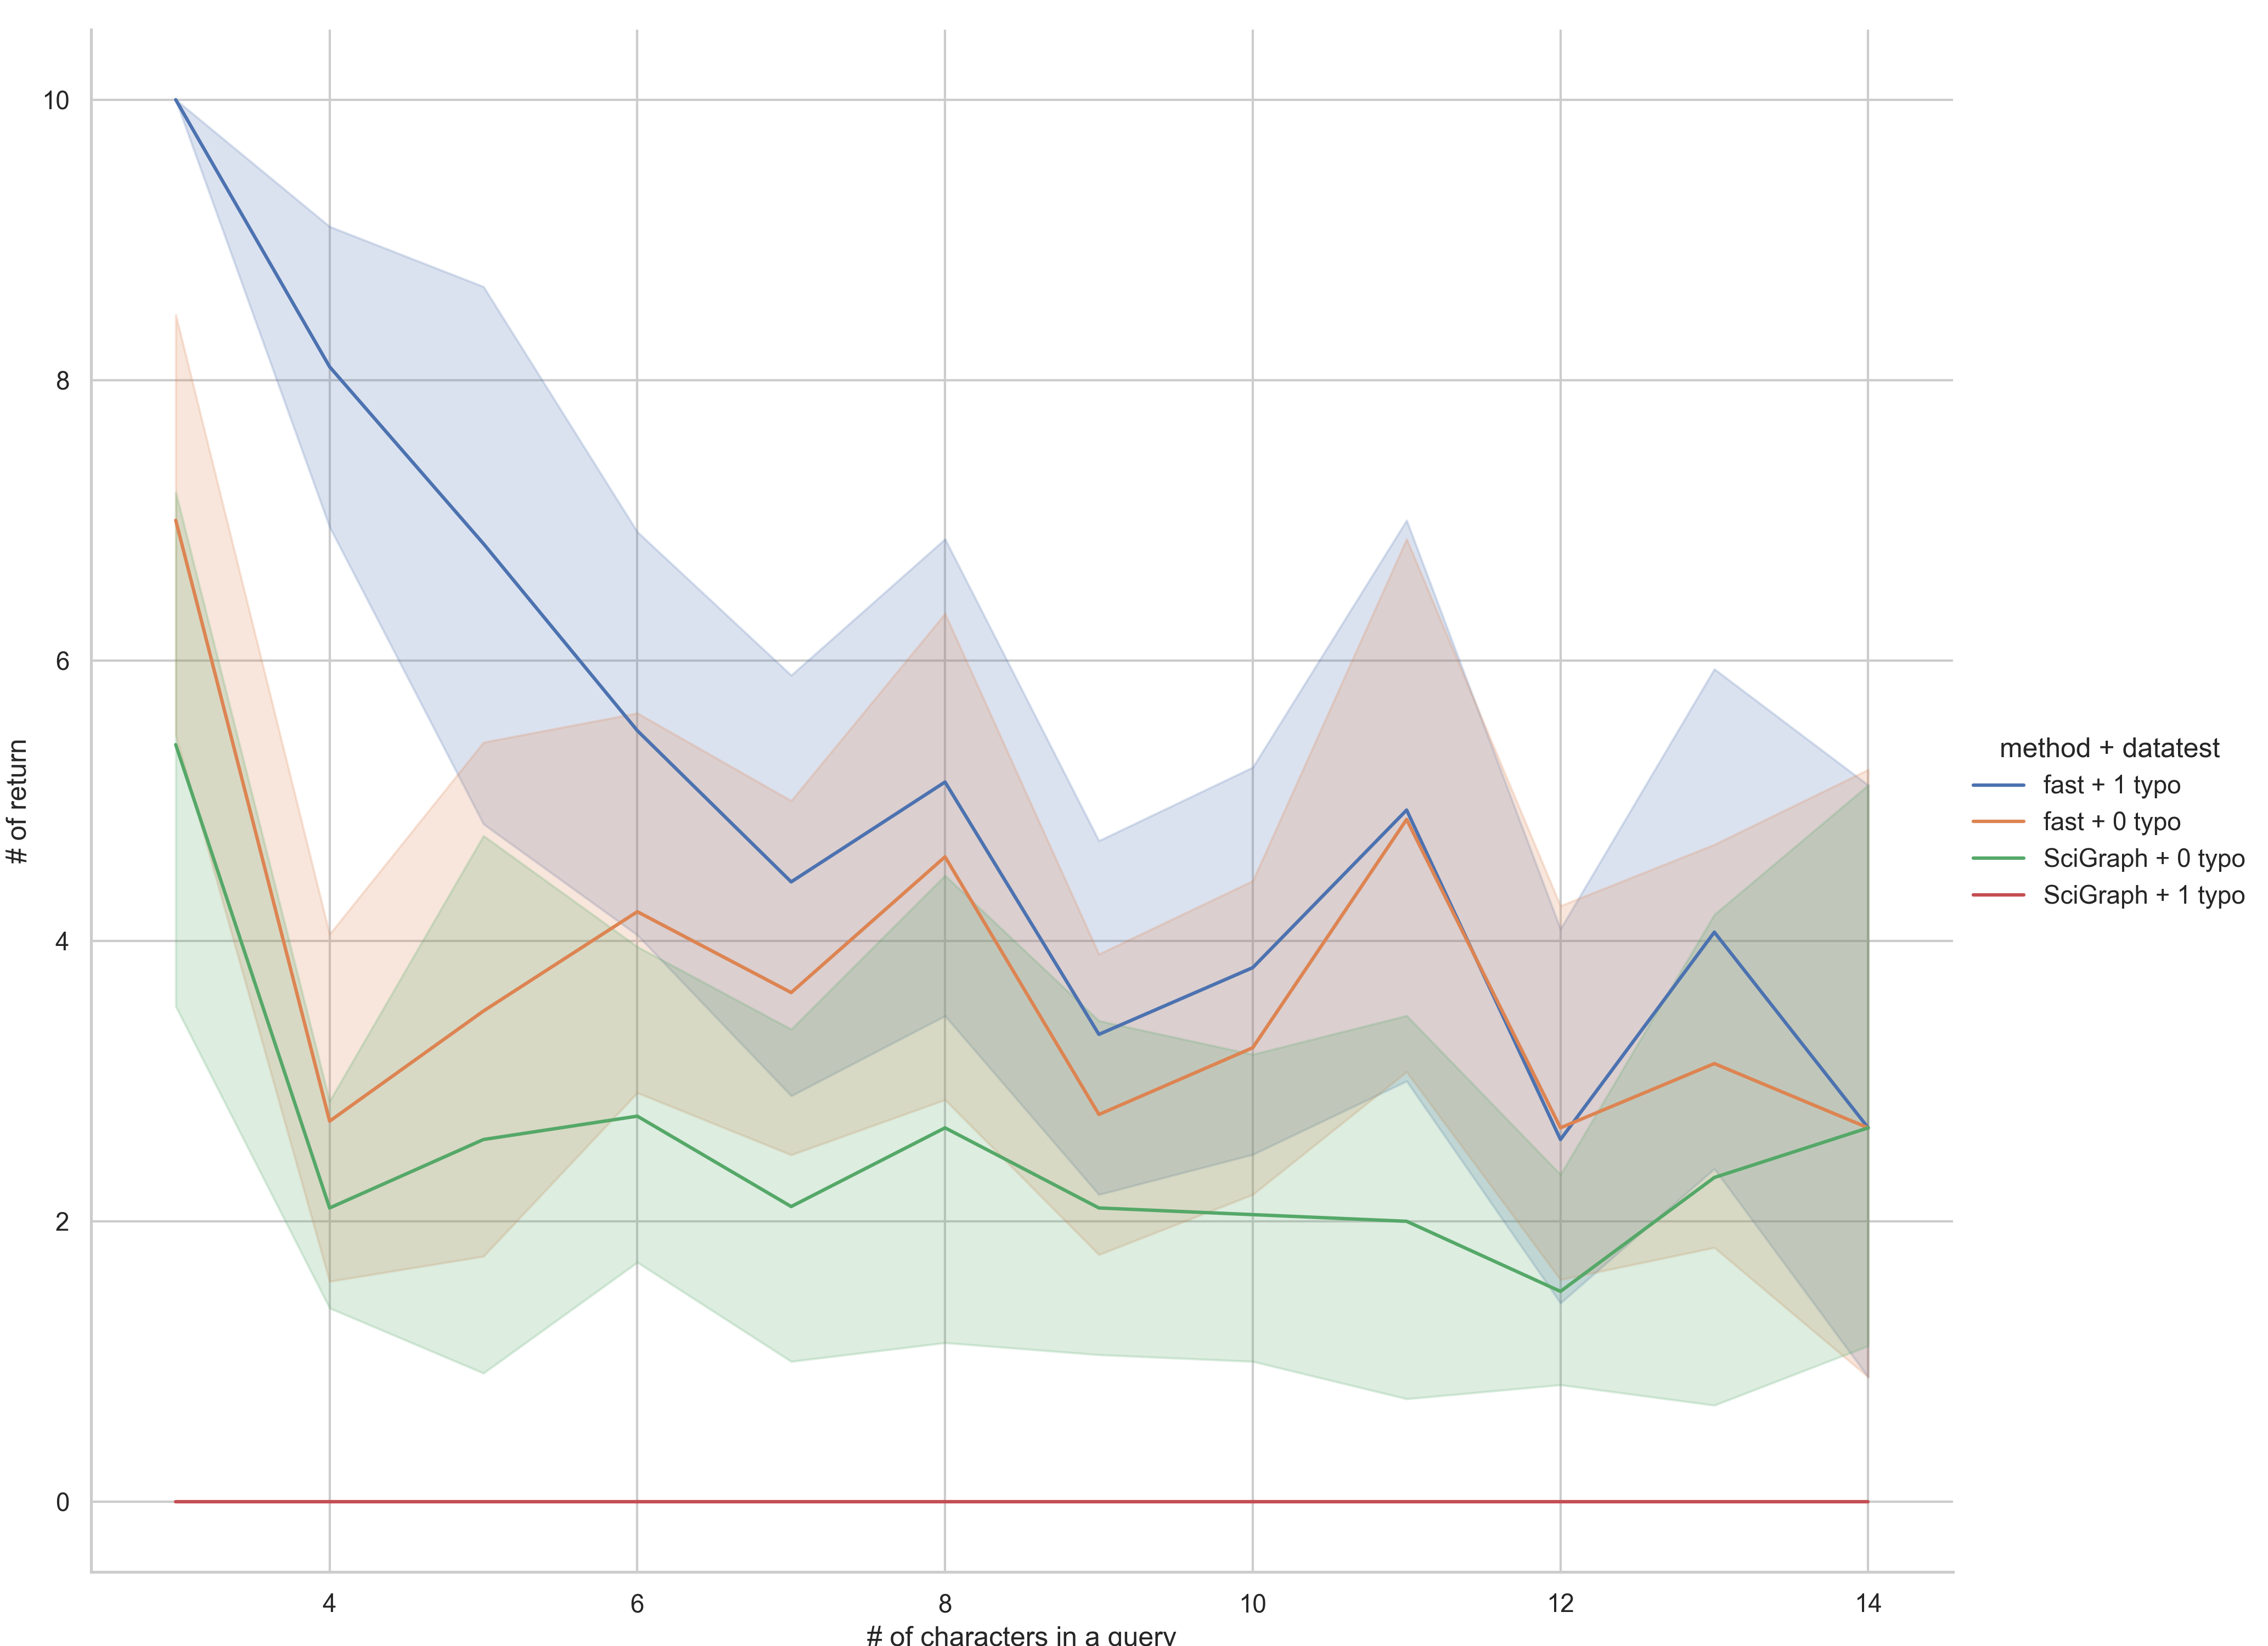 10
8
6
4
2
0
# of return
4
6
8
10
12
14
# of characters in a query
method + datatest
fast + 1 typo
fast + 0 typo
SciGraph + 0 typo
SciGraph + 1 typo